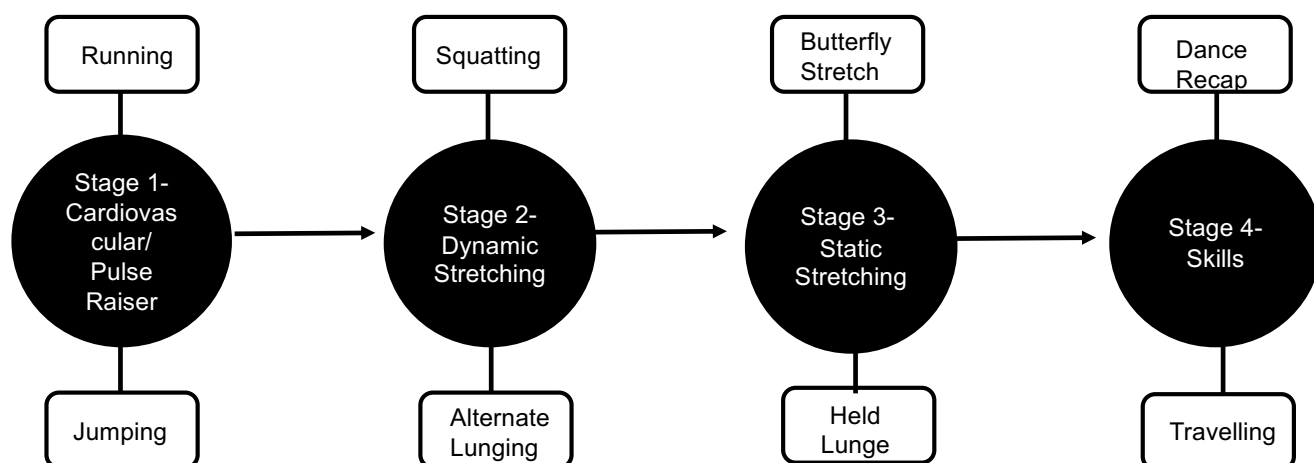 Running
Squatting
Butterfly
Stretch
Dance
Recap
Stage 1-
Cardiovas
cular/
Pulse
Raiser
Stage 2-
Dynamic
Stretching
Stage 3-
Static
Stretching
Stage 4-
Skills
Jumping
Alternate
Lunging
Held
Lunge
Travelling